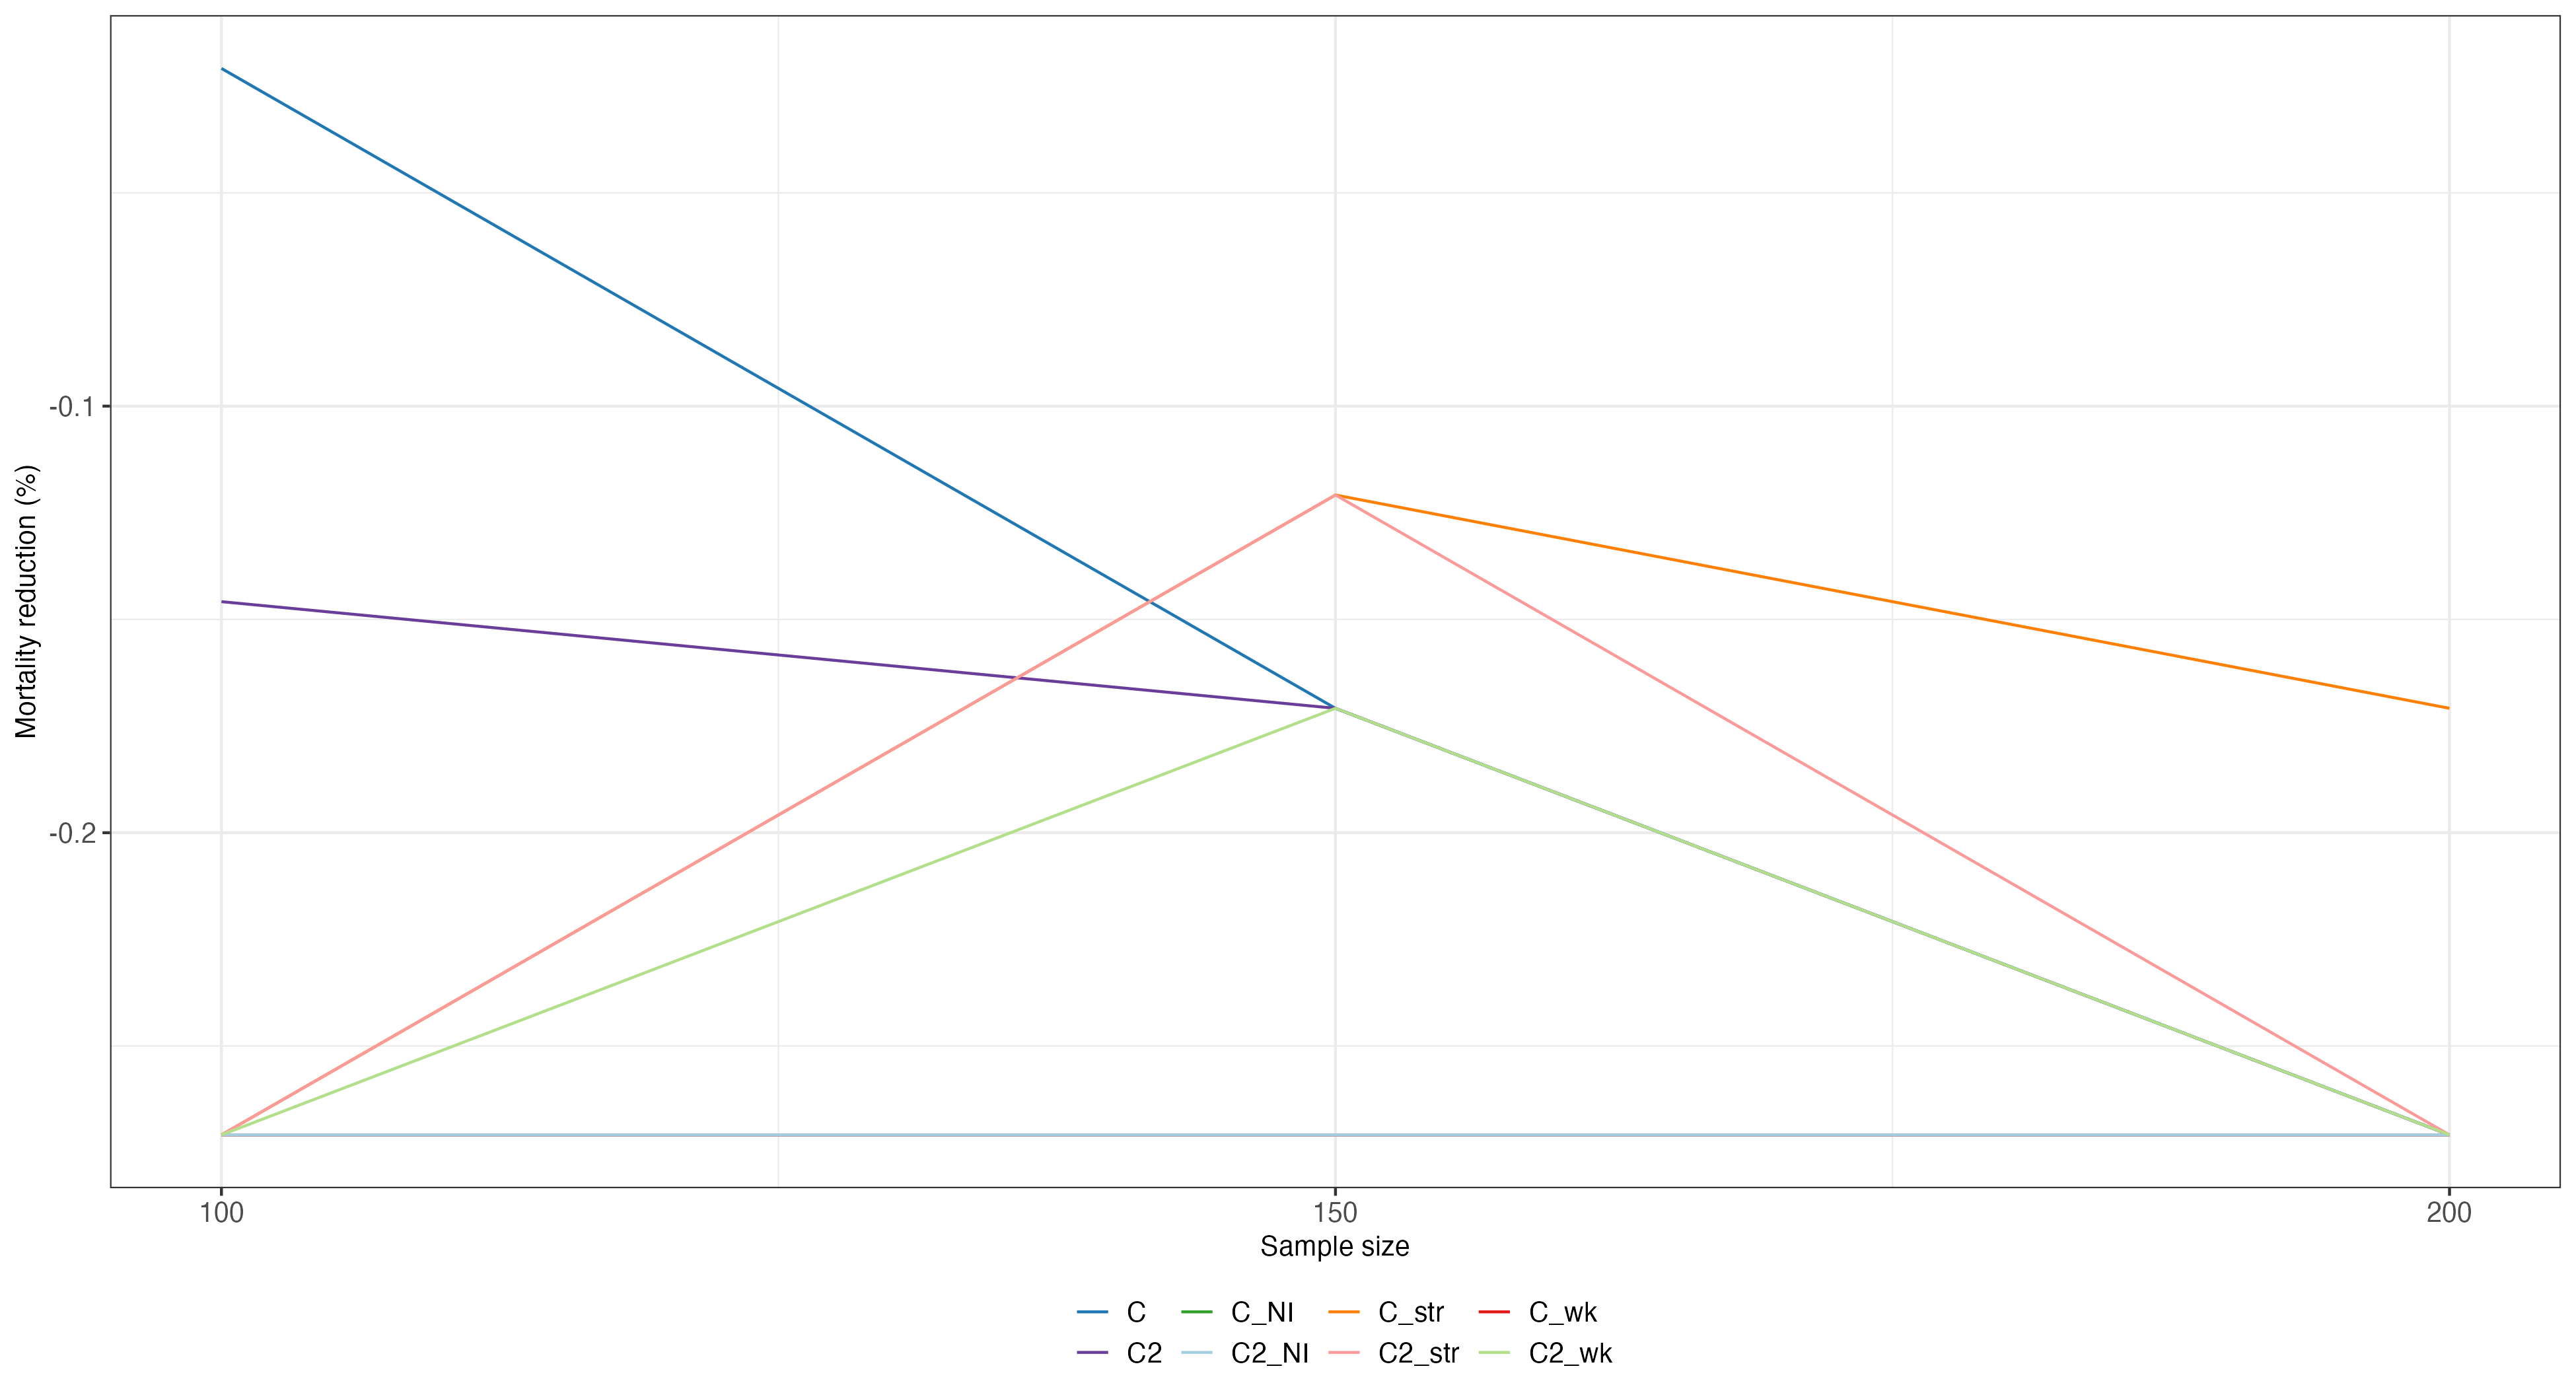 Mortality reduction (%)
-0.1
-0.2
100 150 200
Sample size
C C_NI C_str C_wk
C2 C2_NI C2_str C2_wk